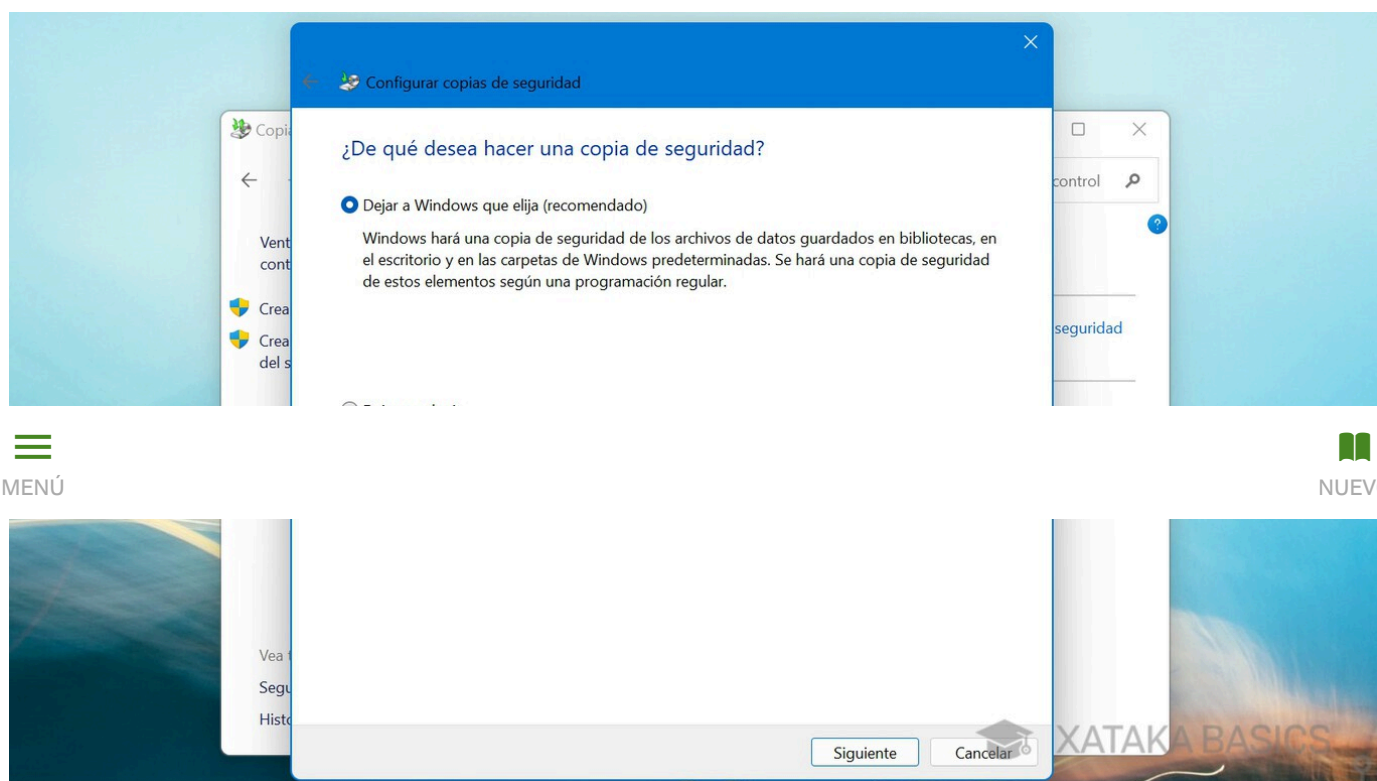 Configurar copias de seguridad
Copi
¿De qué desea hacer una copia de seguridad?
control
Dejar a Windows que elija (recomendado)
Windows hará una copia de seguridad de los archivos de datos guardados en bibliotecas, en
el escritorio y en las carpetas de Windows predeterminadas. Se hará una copia de seguridad
de estos elementos según una programación regular.
Vent
cont
Crea
Crea
del s
seguridad
MENÚ
NUEV
Vea
Segu
Histo
Siguiente
Cancelar
XATAKA BASICS